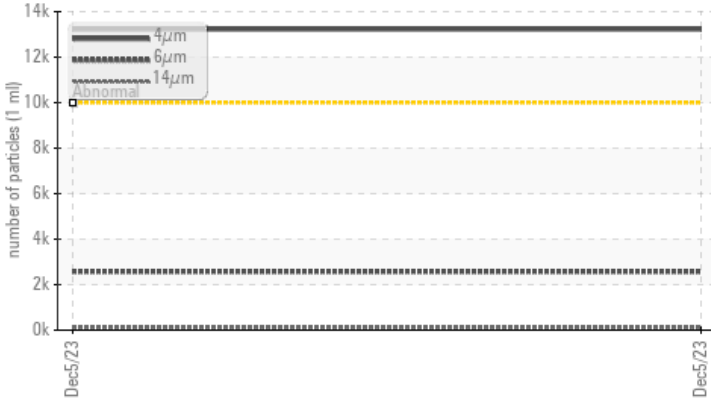 14k
12k
10k
8k
6k
4k
2k
0k
number of particles (1 ml)
4µm
6µm
14µm
Abnormal
Dec5/23
Dec5/23